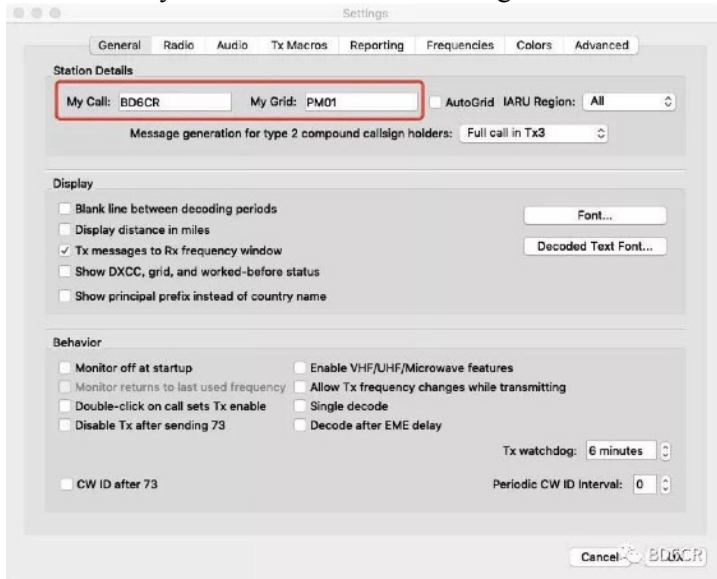 Settings
General Radio Audio Tx Macros Reporting Frequencies Colors Advanced
Station Details
My Call: BD6CR My Grid: PM01 AutoGrid IARU Region: All
Message generation for type 2 compound callsign holders: Full call in Tx3
Display
Blank line between decoding periods
Display distance in miles
Tx messages to Rx frequency window
Show DXCC, grid, and worked-before status
Show principal prefix instead of country name
Font...
Decoded Text Font...
Behavior
Monitor off at startup
Monitor returns to last used frequency
Double-click on call sets Tx enable
Disable Tx after sending 73
Enable VHF/UHF/Microwave features
Allow Tx frequency changes while transmitting
Single decode
Decode after EME delay
Tx watchdog: 6 minutes
CW ID after 73
Periodic CW ID Interval: 0
Cancel
BD6CR